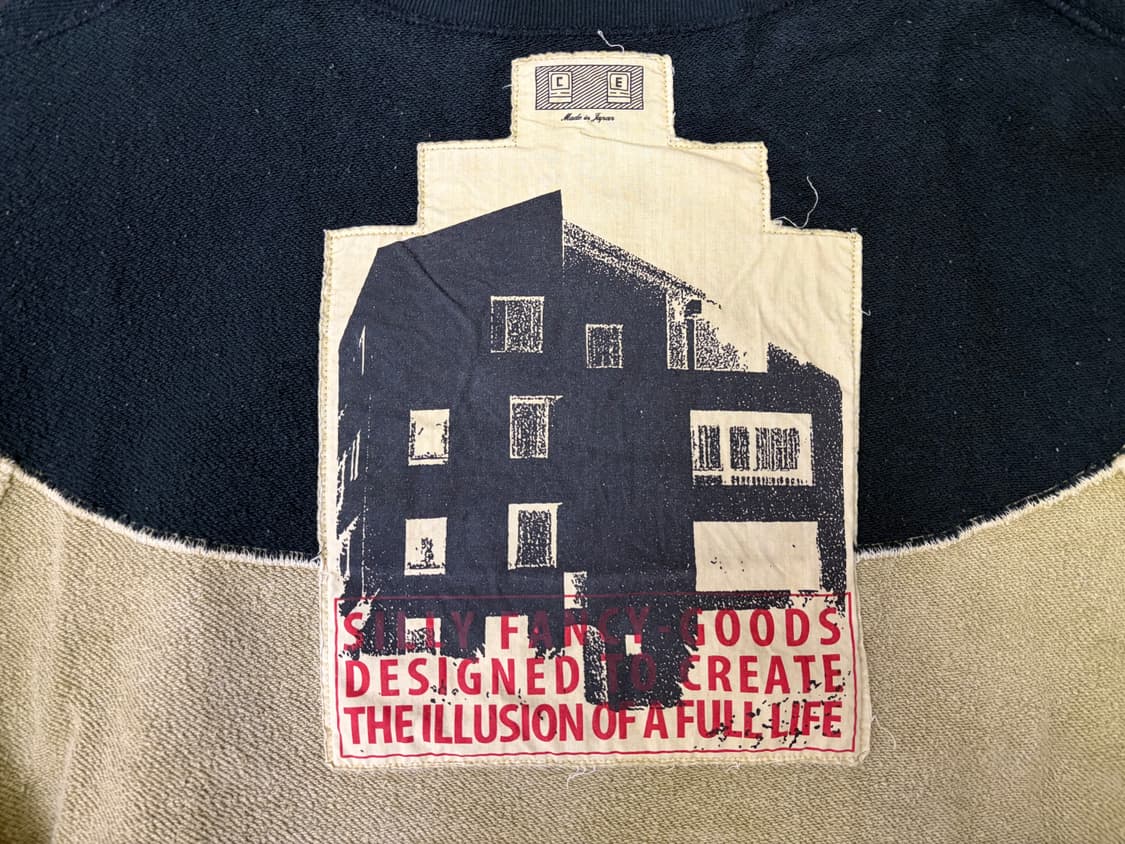 C E
Made in Japan
SILLY FANCY-GOODS
DESIGNED TO CREATE
THE ILLUSION OF A FULL LIFE